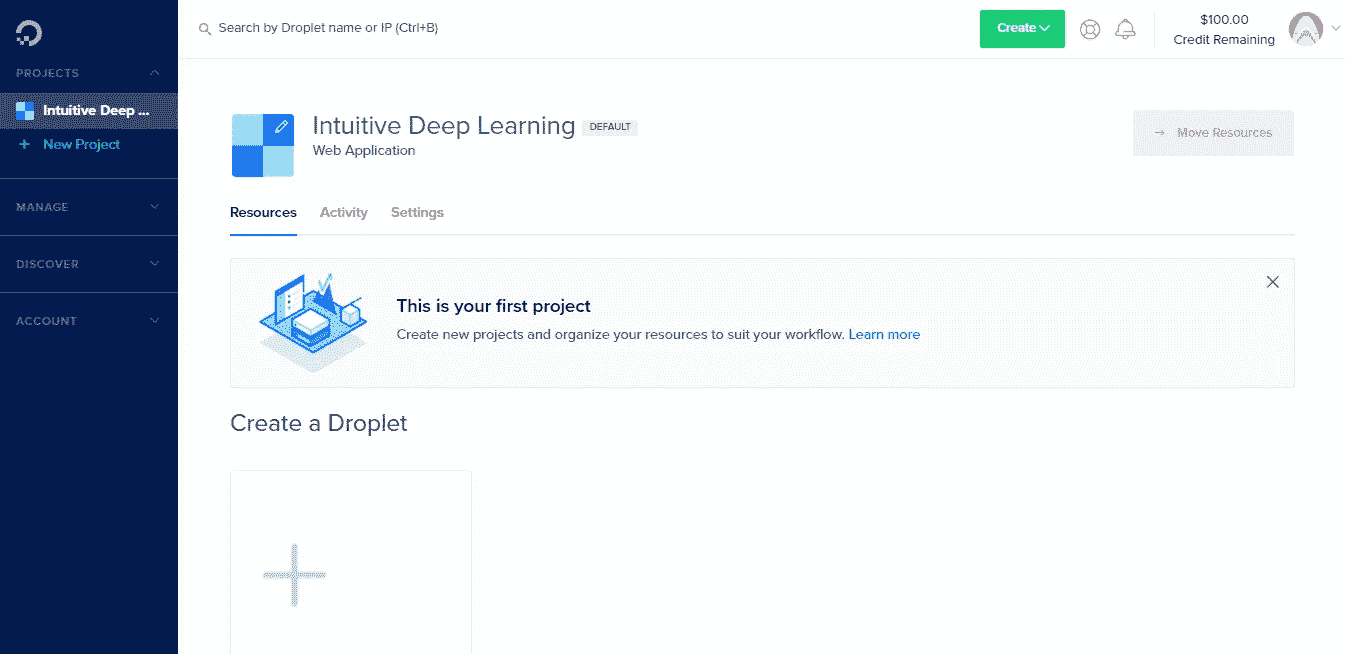 Search by Droplet name or IP (Ctrl+B)
Create
$100.00
Credit Remaining
PROJECTS
Intuitive Deep ...
+ New Project
MANAGE
DISCOVER
ACCOUNT
Intuitive Deep Learning DEFAULT
Web Application
→ Move Resources
Resources Activity Settings
This is your first project
Create new projects and organize your resources to suit your workflow. Learn more
Create a Droplet